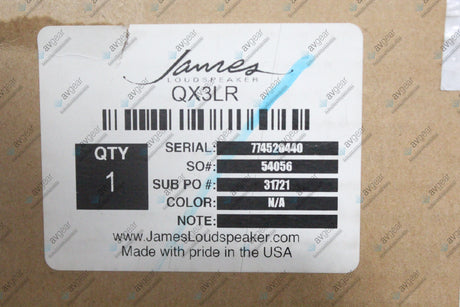 James
LOUDSPEAKER
QX3LR
QTY
1
SERIAL: 774520440
SO#: 54056
SUB PO #: 31721
COLOR: N/A
NOTE:
www.JamesLoudspeaker.com
Made with pride in the USA
avgear